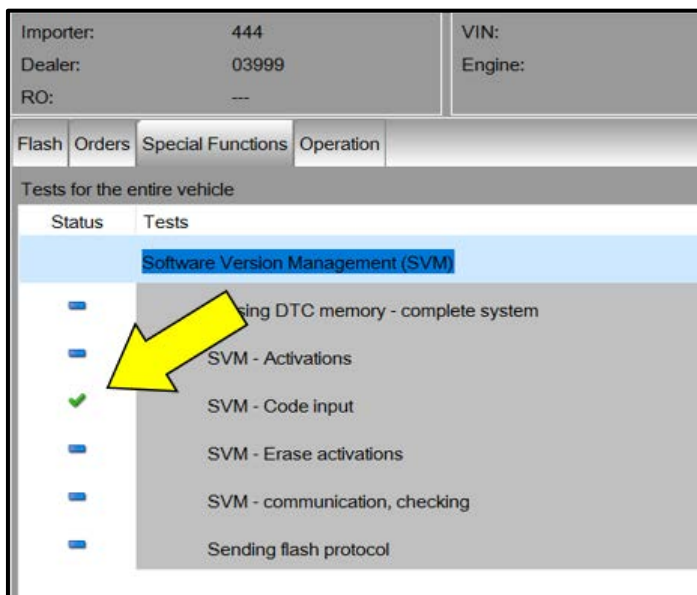 Importer: 444 VIN:
Dealer: 03999 Engine:
RO: ---
Flash Orders Special Functions Operation
Tests for the entire vehicle
Status Tests
Software Version Management (SVM)
DTC memory - complete system
SVM - Activations
SVM - Code input
SVM - Erase activations
SVM - communication, checking
Sending flash protocol